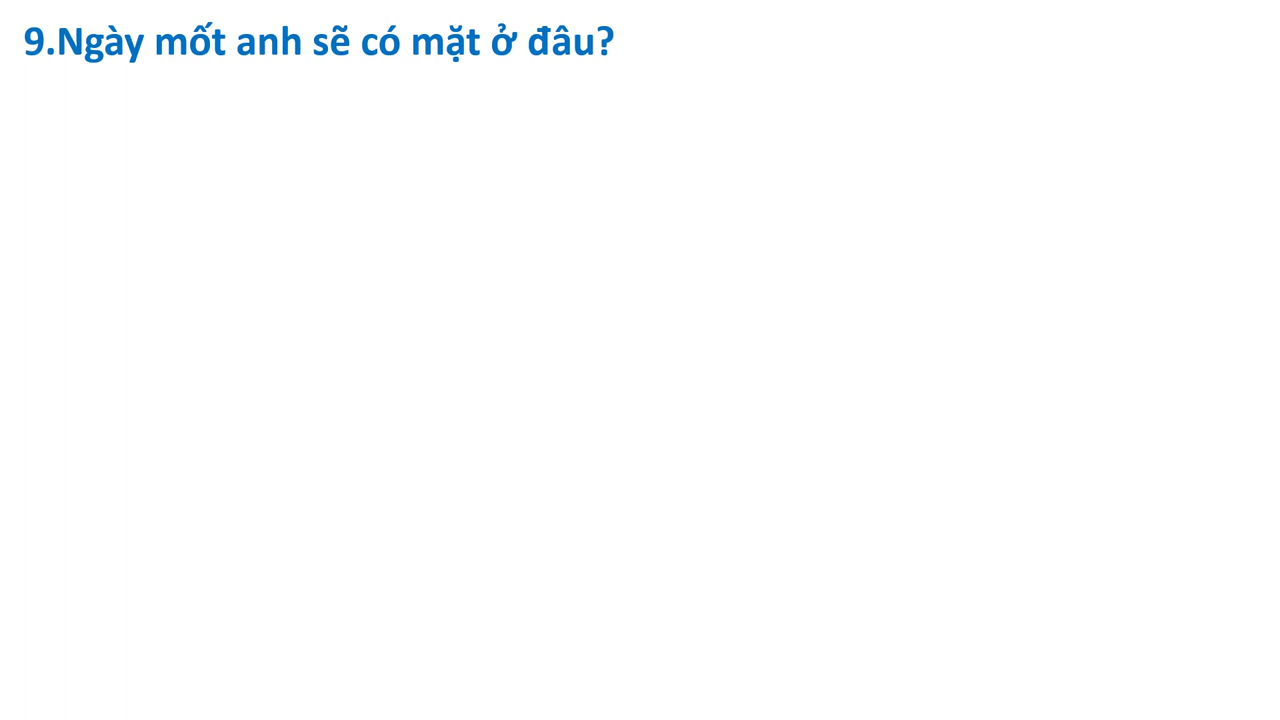 9.Ngày mốt anh sẽ có mặt ở đâu?